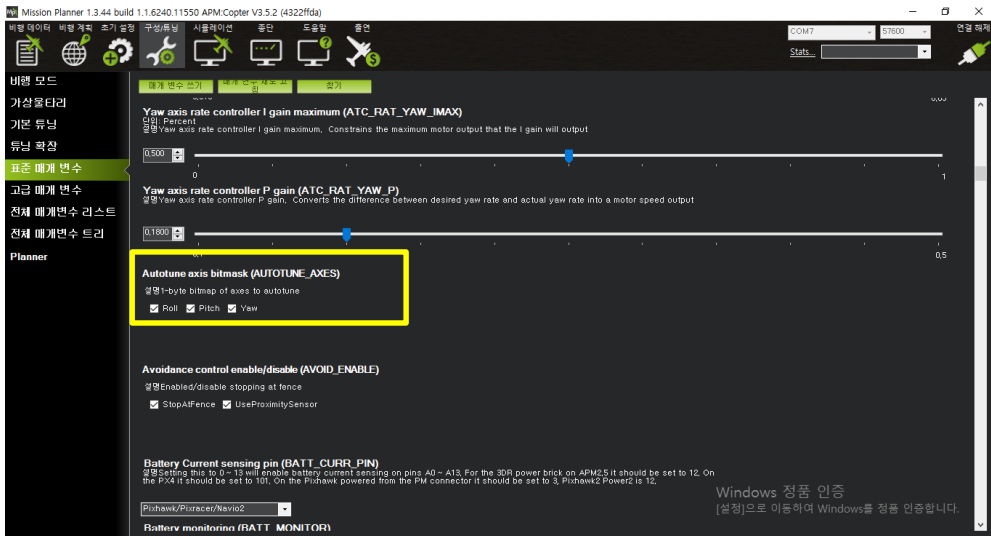 Mission Planner 1.3.44 build 1.1.6240.11550 APM:Copter V3.5.2 (4322ffda)
비행 데이터 비행 계획 초기 설정 구성/튜닝 시뮬레이션 종단 도움말 출연
COM7 57600 연결 해제
Stats...
비행 모드
가상울타리
기본 튜닝
튜닝 확장
표준 매개 변수
고급 매개 변수
전체 매개변수 리스트
전체 매개변수 트리
Planner
매개 변수 쓰기 찾기
Yaw axis rate controller I gain maximum (ATC_RAT_YAW_IMAX)
단위: Percent
설명Yaw axis rate controller I gain maximum, Constrains the maximum motor output that the I gain will output
0,500
0 1
Yaw axis rate controller P gain (ATC_RAT_YAW_P)
설명Yaw axis rate controller P gain, Converts the difference between desired yaw rate and actual yaw rate into a motor speed output
0,1800
0,5
Autotune axis bitmask (AUTOTUNE_AXES)
설명1-byte bitmap of axes to autotune
Roll Pitch Yaw
Avoidance control enable/disable (AVOID_ENABLE)
설명Enabled/disable stopping at fence
StopAtFence UseProximitySensor
Battery Current sensing pin (BATT_CURR_PIN)
설명Setting this to 0 ~ 13 will enable battery current sensing on pins A0 ~ A13, For the 3DR power brick on APM2,5 it should be set to 12, On
the PX4 it should be set to 101, On the Pixhawk powered from the PM connector it should be set to 3, Pixhawk2 Power2 is 12,
Pixhawk/Pixracer/Navio2
Battery monitoring (BATT_MONITOR)
Windows 정품 인증
[설정]으로 이동하여 Windows를 정품 인증합니다.